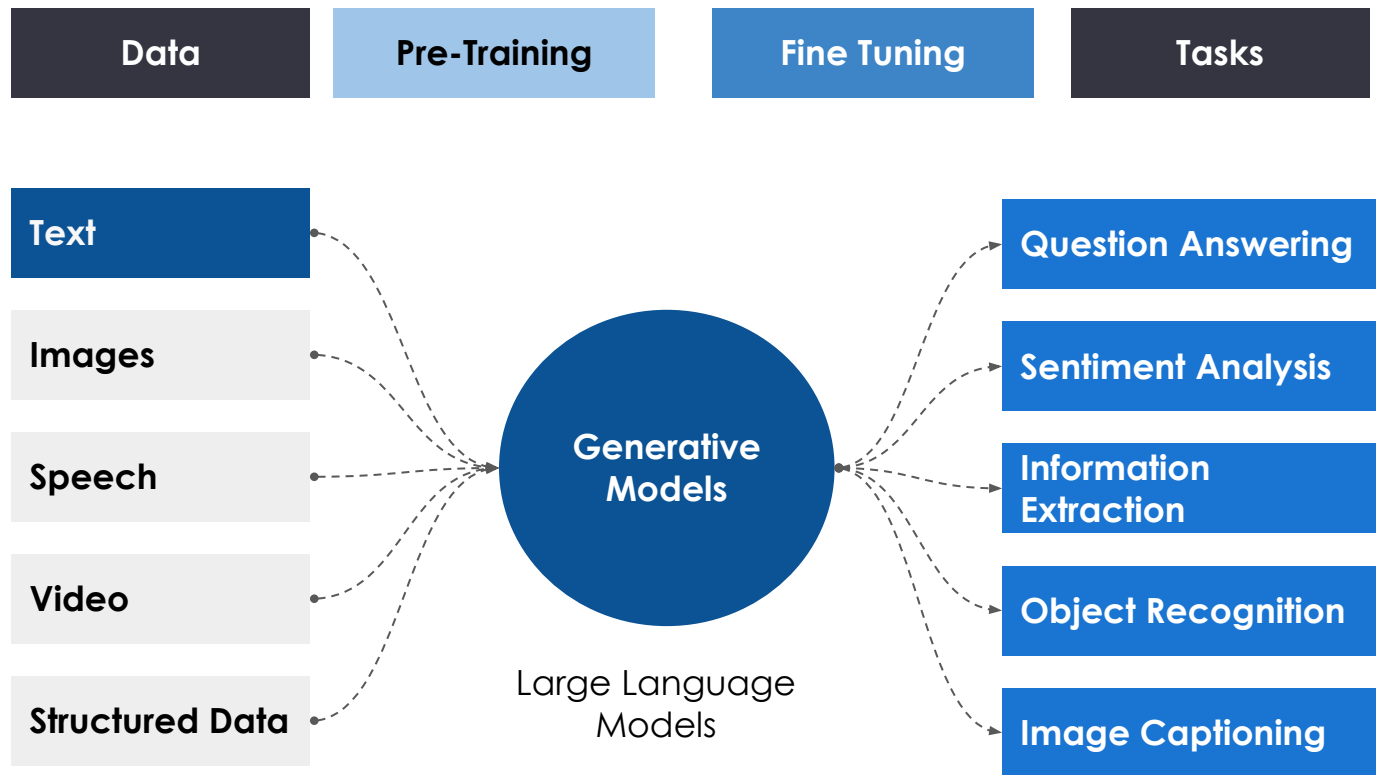 Data
Pre-Training
Fine Tuning
Tasks
Text
Images
Speech
Video
Structured Data
Generative
Models
Large Language
Models
Question Answering
Sentiment Analysis
Information
Extraction
Object Recognition
Image Captioning